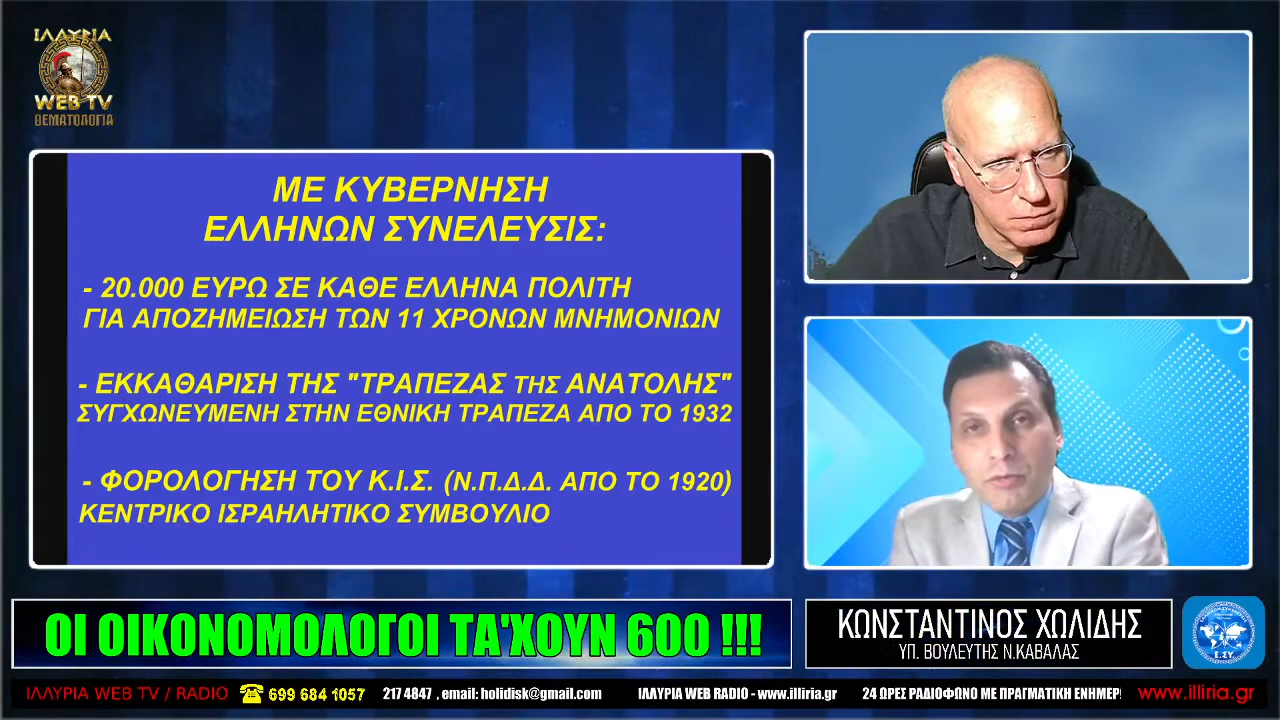 ΙΛΛΥΡΙΑ
WEB TV
ΘΕΜΑΤΟΛΟΓΙΑ
ΜΕ ΚΥΒΕΡΝΗΣΗ
ΕΛΛΗΝΩΝ ΣΥΝΕΛΕΥΣΙΣ:
- 20.000 ΕΥΡΩ ΣΕ ΚΑΘΕ ΕΛΛΗΝΑ ΠΟΛΙΤΗ
ΓΙΑ ΑΠΟΖΗΜΕΙΩΣΗ ΤΩΝ 11 ΧΡΟΝΩΝ ΜΝΗΜΟΝΙΩΝ
- ΕΚΚΑΘΑΡΙΣΗ ΤΗΣ "ΤΡΑΠΕΖΑΣ ΤΗΣ ΑΝΑΤΟΛΗΣ"
ΣΥΓΧΩΝΕΥΜΕΝΗ ΣΤΗΝ ΕΘΝΙΚΗ ΤΡΑΠΕΖΑ ΑΠΟ ΤΟ 1932
- ΦΟΡΟΛΟΓΗΣΗ ΤΟΥ Κ.Ι.Σ. (Ν.Π.Δ.Δ. ΑΠΟ ΤΟ 1920)
ΚΕΝΤΡΙΚΟ ΙΣΡΑΗΛΗΤΙΚΟ ΣΥΜΒΟΥΛΙΟ
ΟΙ ΟΙΚΟΝΟΜΟΛΟΓΟΙ ΤΑ'ΧΟΥΝ 600 !!!
ΚΩΝΣΤΑΝΤΙΝΟΣ ΧΩΛΙΔΗΣ
ΥΠ. ΒΟΥΛΕΥΤΗΣ Ν.ΚΑΒΑΛΑΣ
Ε.ΣΥ.
ΙΛΛΥΡΙΑ WEB TV / RADIO ☎ 699 684 1057 217 4847 , email: holidisk@gmail.com ΙΛΛΥΡΙΑ WEB RADIO - www.illiria.gr 24 ΩΡΕΣ ΡΑΔΙΟΦΩΝΟ ΜΕ ΠΡΑΓΜΑΤΙΚΗ ΕΝΗΜΕΡ www.illiria.gr